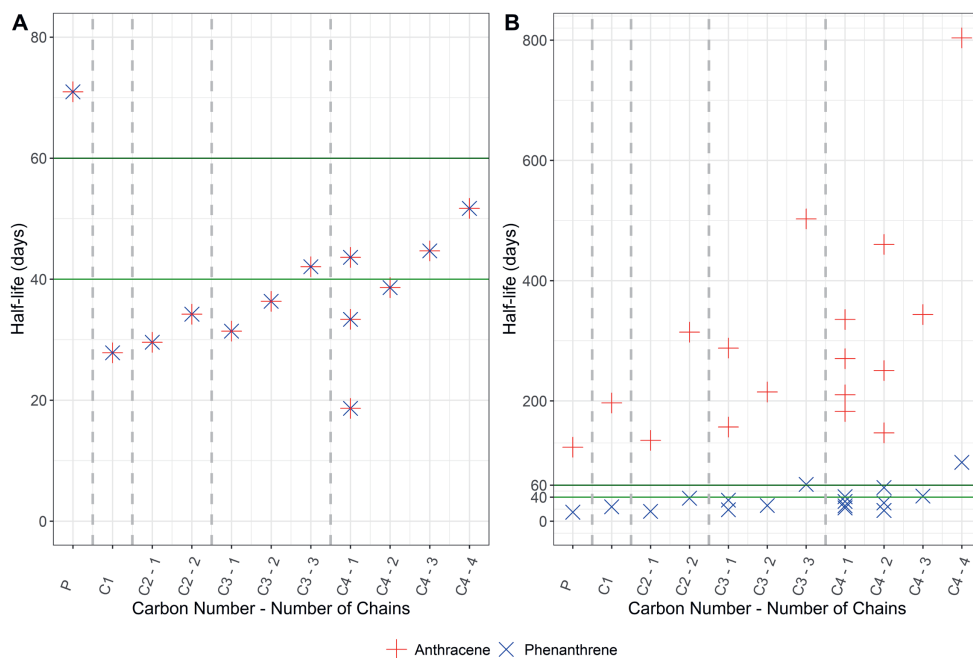 A
80
60
40
20
0
Half-life (days)
P
C1
C2 - 1
C2 - 2
C3 - 1
C3 - 2
C3 - 3
C4 - 1
C4 - 2
C4 - 3
C4 - 4
Carbon Number - Number of Chains
B
800
600
400
200
60
40
0
Half-life (days)
P
C1
C2 - 1
C2 - 2
C3 - 1
C3 - 2
C3 - 3
C4 - 1
C4 - 2
C4 - 3
C4 - 4
Carbon Number - Number of Chains
Anthracene Phenanthrene